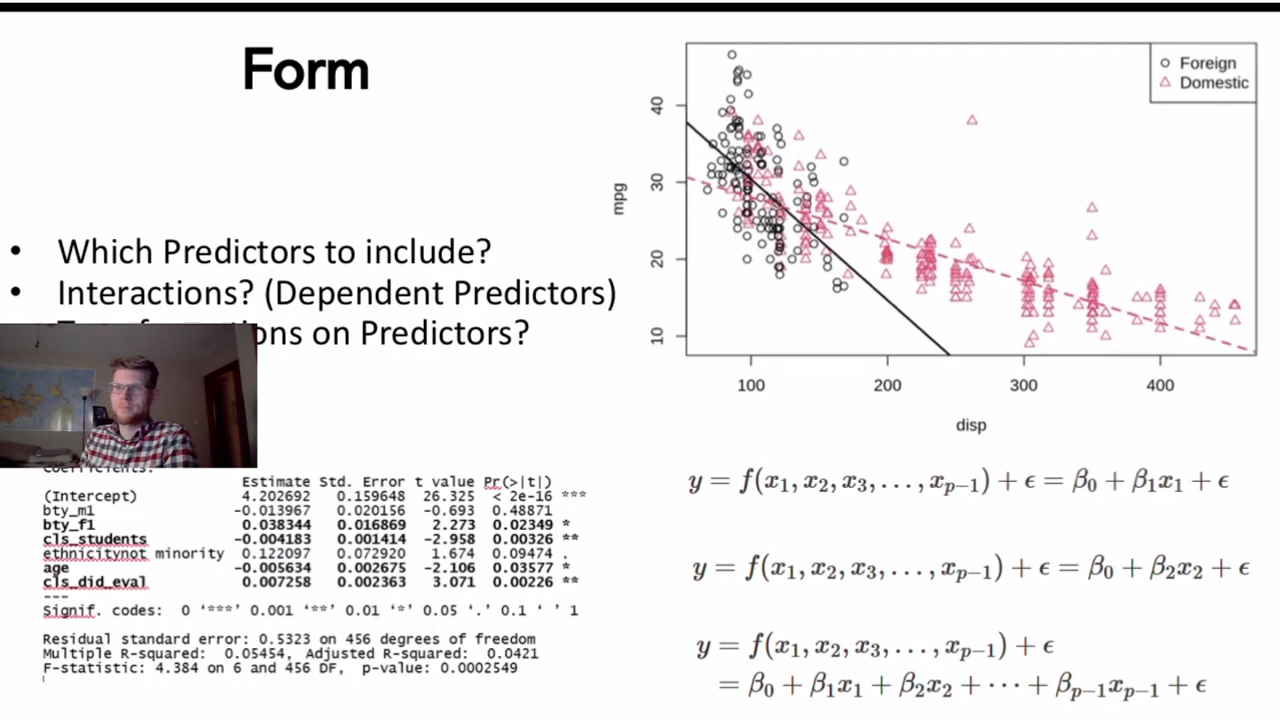 Form
• Which Predictors to include?
• Interactions? (Dependent Predictors)
on Predictors?
Coefficients:
Estimate Std. Error t value Pr(>|t|)
(Intercept) 4.202692 0.159648 26.325 < 2e-16 ***
bty_m1 -0.013967 0.020156 -0.693 0.48871
bty_f1 0.038344 0.016869 2.273 0.02349 *
cls_students -0.004183 0.001414 -2.958 0.00326 **
ethnicitynot minority 0.122097 0.072920 1.674 0.09474 .
age -0.005634 0.002675 -2.106 0.03577 *
cls_did_eval 0.007258 0.002363 3.071 0.00226 **
---
Signif. codes: 0 ‘***’ 0.001 ‘**’ 0.01 ‘*’ 0.05 ‘.’ 0.1 ‘ ’ 1
Residual standard error: 0.5323 on 456 degrees of freedom
Multiple R-squared: 0.05454, Adjusted R-squared: 0.0421
F-statistic: 4.384 on 6 and 456 DF, p-value: 0.0002549
Foreign
Domestic
mpg
40
30
20
10
100 200 300 400
disp
y = f(x₁, x₂, x₃, . . . , xₚ₋₁) + ϵ = β₀ + β₁x₁ + ϵ
y = f(x₁, x₂, x₃, . . . , xₚ₋₁) + ϵ = β₀ + β₂x₂ + ϵ
y = f(x₁, x₂, x₃, . . . , xₚ₋₁) + ϵ
= β₀ + β₁x₁ + β₂x₂ + ⋯ + βₚ₋₁xₚ₋₁ + ϵ